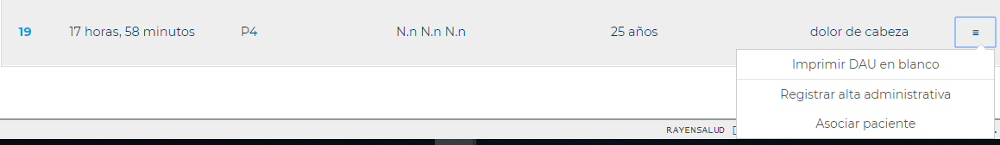 19 17 horas, 58 minutos P4 N.n N.n N.n 25 años dolor de cabeza
Imprimir DAU en blanco
Registrar alta administrativa
Asociar paciente
RAYENSALUD